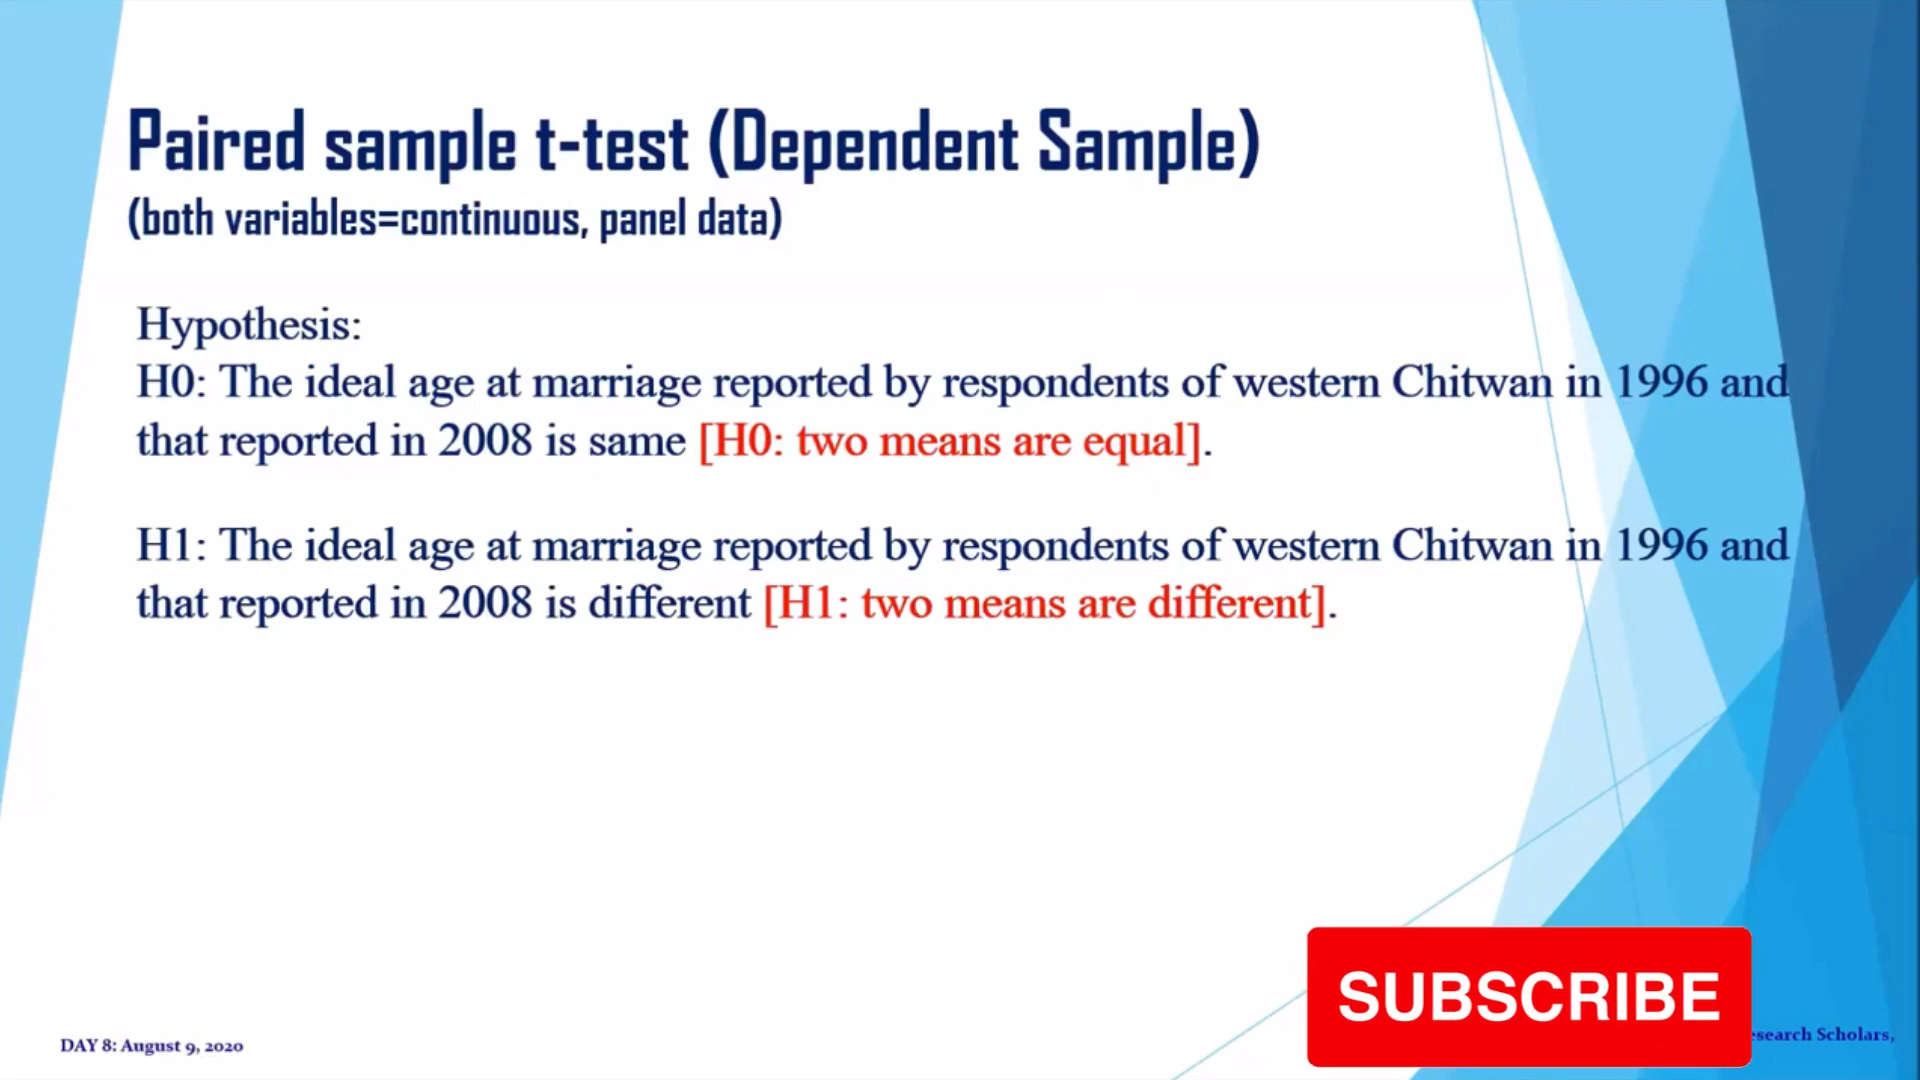 Paired sample t-test (Dependent Sample)
(both variables=continuous, panel data)
Hypothesis:
H0: The ideal age at marriage reported by respondents of western Chitwan in 1996 and
that reported in 2008 is same [H0: two means are equal].
H1: The ideal age at marriage reported by respondents of western Chitwan in 1996 and
that reported in 2008 is different [H1: two means are different].
SUBSCRIBE
DAY 8: August 9, 2020
Scholars,